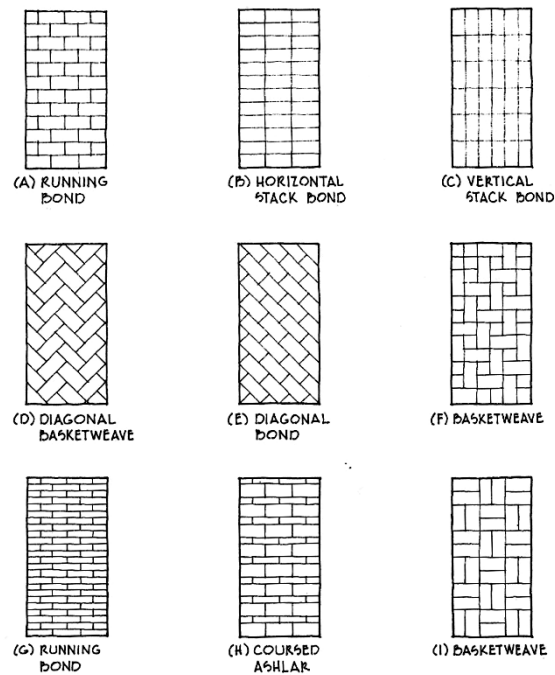 (A) RUNNING
BOND
(B) HORIZONTAL
STACK BOND
(C) VERTICAL
STACK BOND
(D) DIAGONAL
BASKETWEAVE
(E) DIAGONAL
BOND
(F) BASKETWEAVE
(G) RUNNING
BOND
(H) COURSED
ASHLAR
(I) BASKETWEAVE